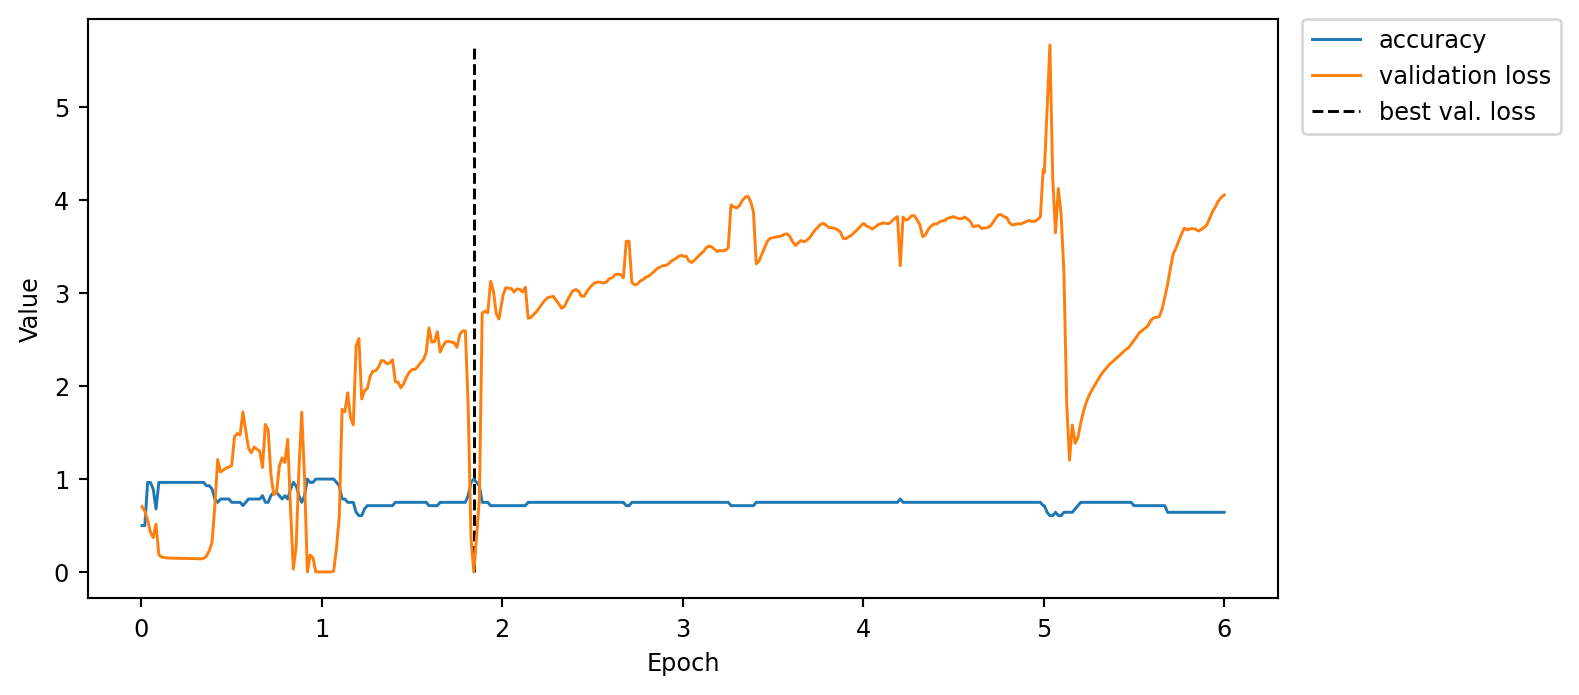 accuracy
validation loss
best val. loss
Value
5
4
3
2
1
0
0 1 2 3 4 5 6
Epoch